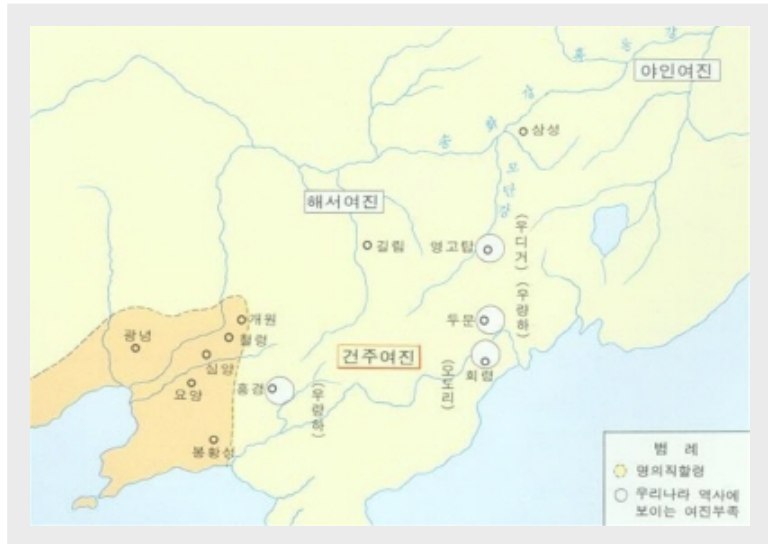 흑룡강
야인여진
송화강
삼성
모란강
해서여진
길림
영고탑
(우디거)
(우량하)
개원
두문
광녕
철령
심양
건주여진
회령
요양
흥경
(우량하)
(오도리)
봉황성
범 례
명의직할령
우리나라 역사에
보이는 여진부족